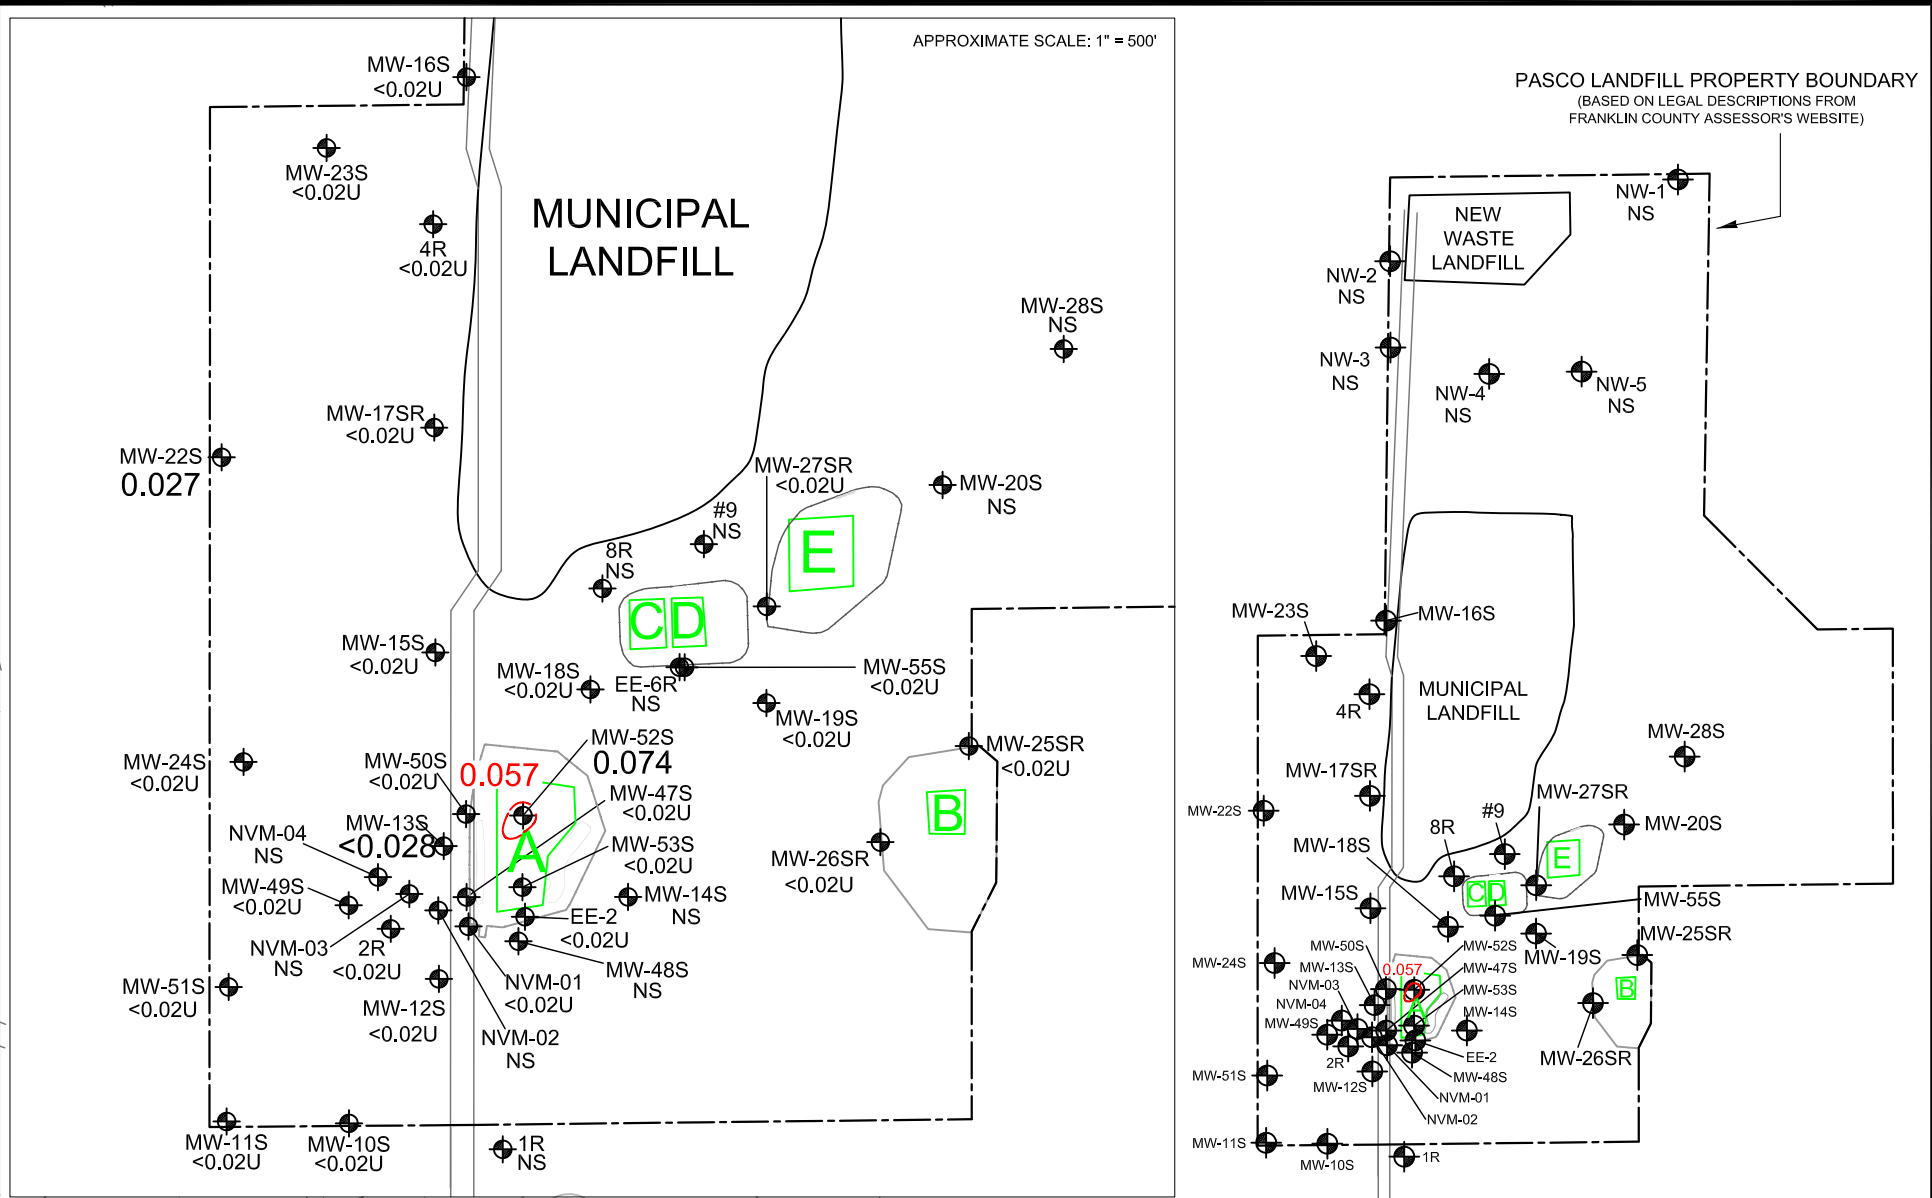 APPROXIMATE SCALE: 1" = 500'
MW-16S
<0.02U
MW-23S
<0.02U
4R
<0.02U
MUNICIPAL
LANDFILL
MW-28S
NS
MW-17SR
<0.02U
MW-22S
0.027
MW-27SR
<0.02U
MW-20S
NS
#9
NS
8R
NS
E
C D
MW-15S
<0.02U
MW-18S
<0.02U
EE-6R
NS
MW-55S
<0.02U
MW-19S
<0.02U
MW-25SR
<0.02U
MW-52S
0.074
MW-24S
<0.02U
MW-50S
<0.02U
0.057
MW-47S
<0.02U
B
NVM-04
NS
MW-13S
<0.028
A
MW-53S
<0.02U
MW-26SR
<0.02U
MW-49S
<0.02U
MW-14S
NS
EE-2
<0.02U
NVM-03
NS
2R
<0.02U
MW-48S
NS
MW-51S
<0.02U
MW-12S
<0.02U
NVM-01
<0.02U
NVM-02
NS
MW-11S
<0.02U
MW-10S
<0.02U
1R
NS
PASCO LANDFILL PROPERTY BOUNDARY
(BASED ON LEGAL DESCRIPTIONS FROM
FRANKLIN COUNTY ASSESSOR'S WEBSITE)
NW-1
NS
NEW
WASTE
LANDFILL
NW-2
NS
NW-3
NS
NW-4
NS
NW-5
NS
MW-23S
MW-16S
4R
MUNICIPAL
LANDFILL
MW-28S
MW-17SR
MW-27SR
MW-22S
#9
MW-20S
8R
MW-18S
E
MW-15S
C D
MW-55S
MW-25SR
MW-50S
MW-52S
MW-19S
MW-24S
MW-13S
0.057
MW-47S
NVM-03
MW-53S
B
NVM-04
A
MW-14S
MW-49S
EE-2
MW-26SR
2R
MW-48S
MW-51S
MW-12S
NVM-01
NVM-02
MW-11S
MW-10S
1R